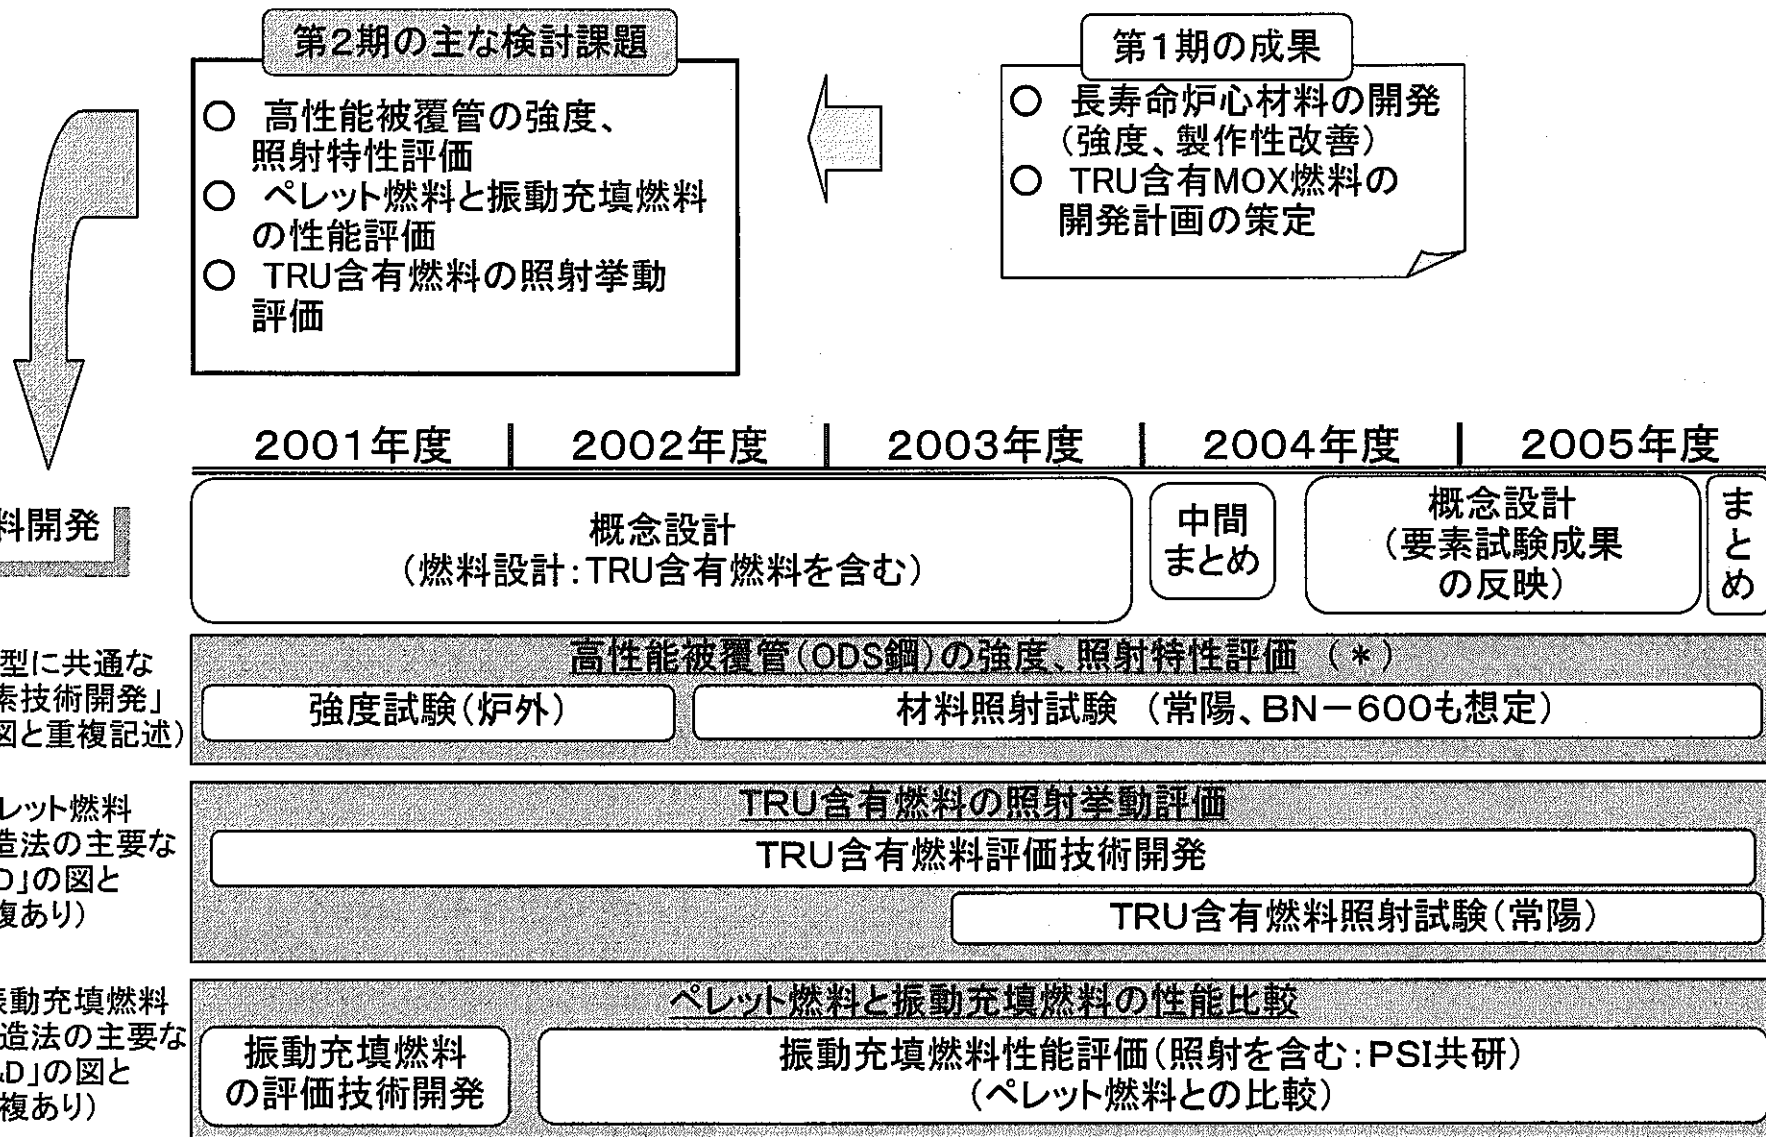 第2期の主な検討課題
○ 高性能被覆管の強度、
照射特性評価
○ ペレット燃料と振動充填燃料
の性能評価
○ TRU含有燃料の照射挙動
評価
第1期の成果
○ 長寿命炉心材料の開発
(強度、製作性改善)
○ TRU含有MOX燃料の
開発計画の策定
2001年度
2002年度
2003年度
2004年度
2005年度
料開発
概念設計
(燃料設計:TRU含有燃料を含む)
中間
まとめ
概念設計
(要素試験成果
の反映)
まとめ
型に共通な
素技術開発」
図と重複記述)
高性能被覆管(ODS鋼)の強度、照射特性評価 (*)
強度試験(炉外)
材料照射試験 (常陽、BN-600も想定)
レット燃料
造法の主要な
D」の図と
複あり)
TRU含有燃料の照射挙動評価
TRU含有燃料評価技術開発
TRU含有燃料照射試験(常陽)
振動充填燃料
造法の主要な
&D」の図と
複あり)
ペレット燃料と振動充填燃料の性能比較
振動充填燃料
の評価技術開発
振動充填燃料性能評価(照射を含む:PSI共研)
(ペレット燃料との比較)